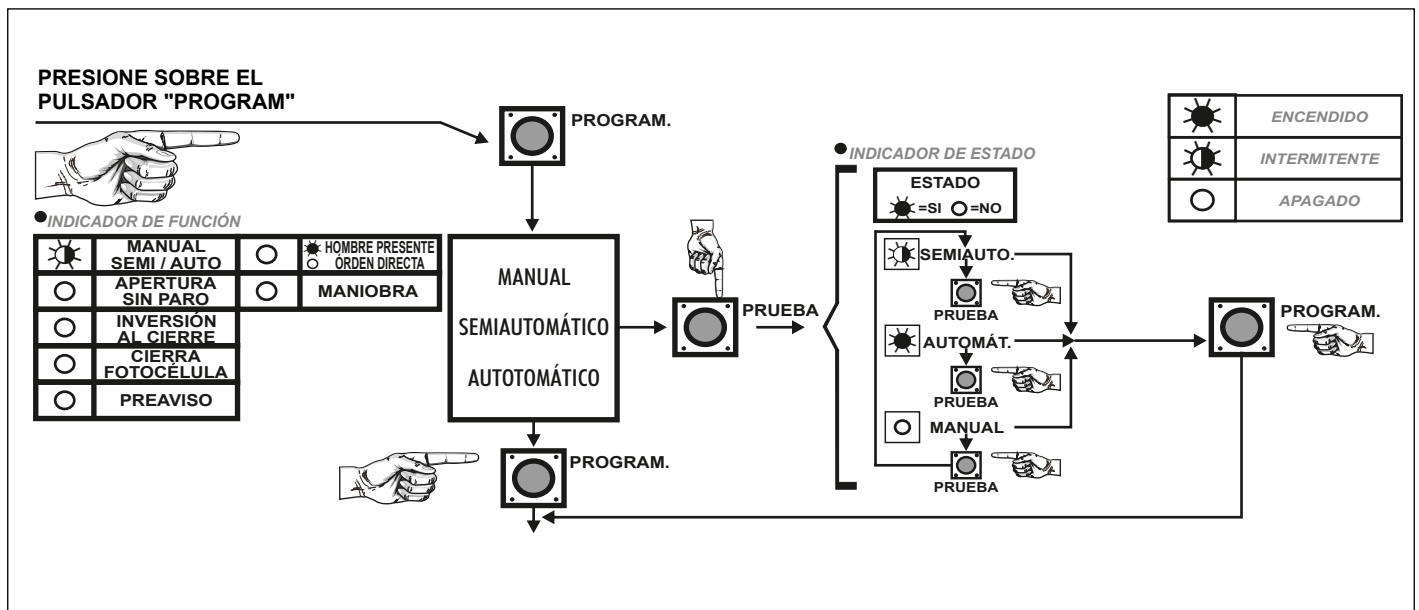 PRESIONE SOBRE EL
PULSADOR "PROGRAM"
PROGRAM.
INDICADOR DE FUNCIÓN
MANUAL
SEMI / AUTO
HOMBRE PRESENTE
ÓRDEN DIRECTA
APERTURA
SIN PARO
MANIOBRA
INVERSIÓN
AL CIERRE
CIERRA
FOTOCÉLULA
PREAVISO
MANUAL
SEMIAUTOMÁTICO
AUTOTOMÁTICO
PROGRAM.
PRUEBA
INDICADOR DE ESTADO
ESTADO
=SI =NO
SEMIAUTO.
PRUEBA
AUTOMÁT.
PRUEBA
MANUAL
PRUEBA
PROGRAM.
ENCENDIDO
INTERMITENTE
APAGADO